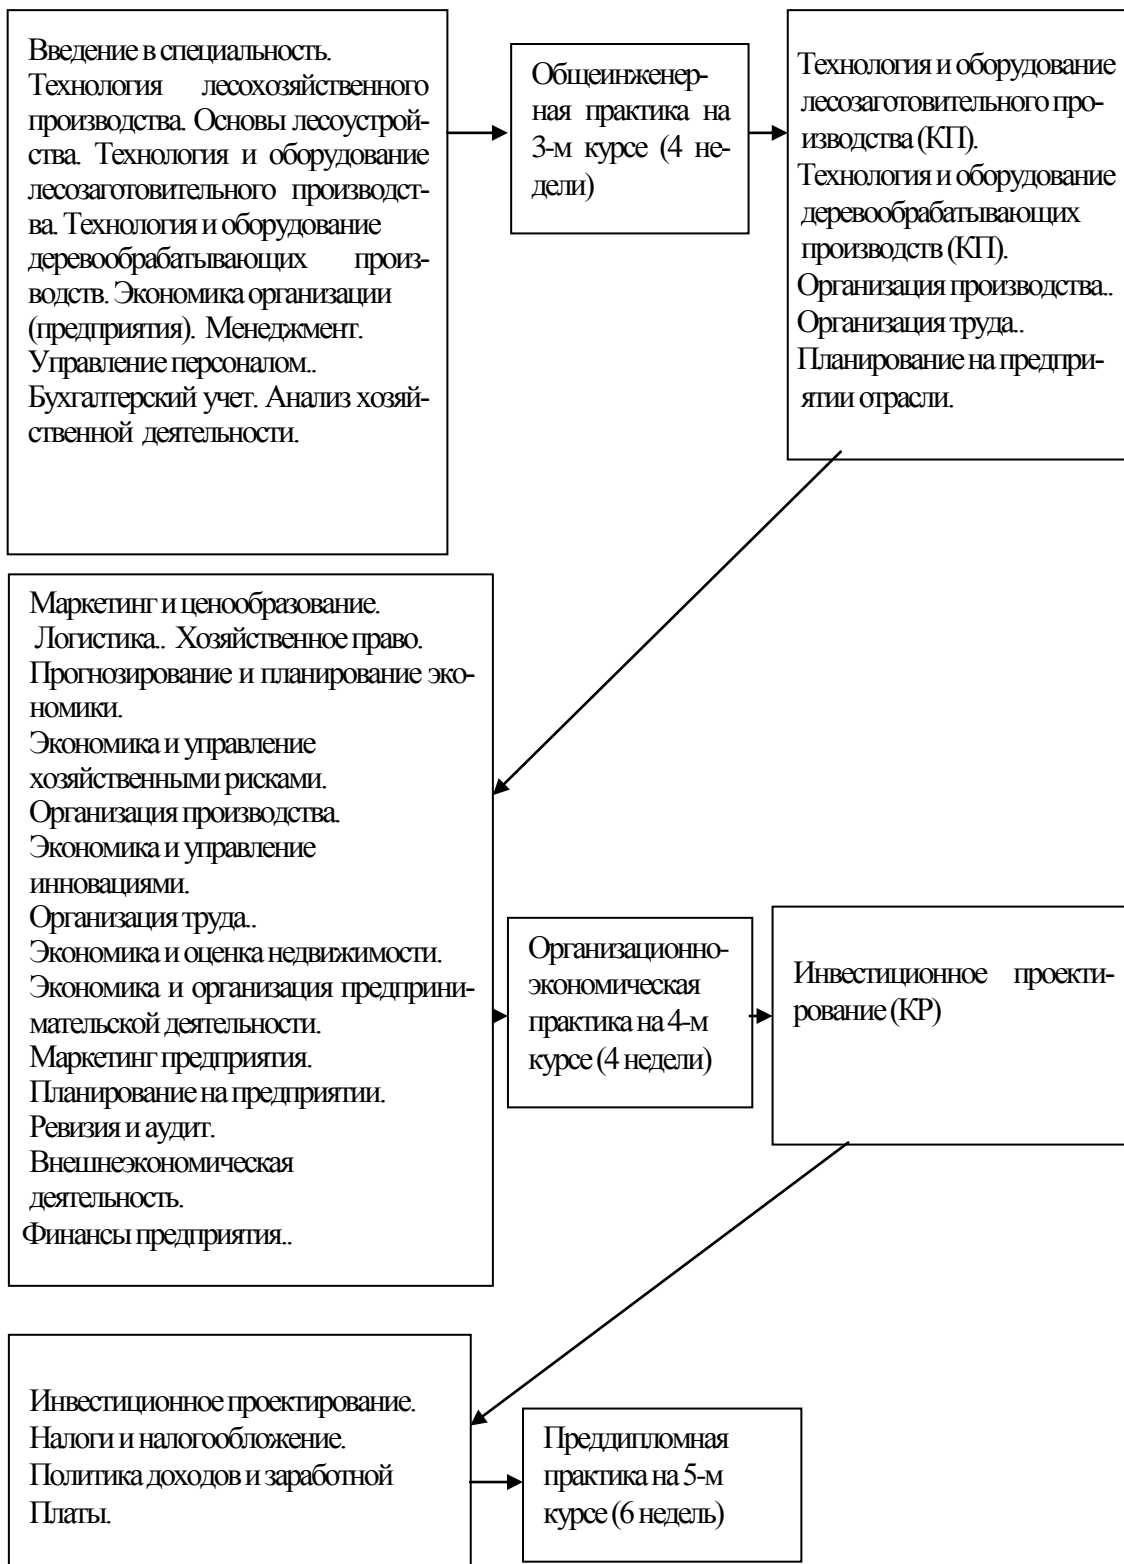 Введение в специальность.
Технология лесохозяйственного
производства. Основы лесоустрой-
ства. Технология и оборудование
лесозаготовительного производст-
ва. Технология и оборудование
деревообрабатывающих произ-
водств. Экономика организации
(предприятия). Менеджмент.
Управление персоналом..
Бухгалтерский учет. Анализ хозяй-
ственной деятельности.
Общеинженер-
ная практика на
3-м курсе (4 не-
дели)
Технология и оборудование
лесозаготовительного про-
изводства (КП).
Технология и оборудование
деревообрабатывающих
производств (КП).
Организация производства..
Организация труда..
Планирование на предпри-
ятии отрасли.
Маркетинг и ценообразование.
Логистика.. Хозяйственное право.
Прогнозирование и планирование эко-
номики.
Экономика и управление
хозяйственными рисками.
Организация производства.
Экономика и управление
инновациями.
Организация труда..
Экономика и оценка недвижимости.
Экономика и организация предприни-
мательской деятельности.
Маркетинг предприятия.
Планирование на предприятии.
Ревизия и аудит.
Внешнеэкономическая
деятельность.
Финансы предприятия..
Организационно-
экономическая
практика на 4-м
курсе (4 недели)
Инвестиционное проекти-
рование (КР)
Инвестиционное проектирование.
Налоги и налогообложение.
Политика доходов и заработной
Платы.
Преддипломная
практика на 5-м
курсе (6 недель)